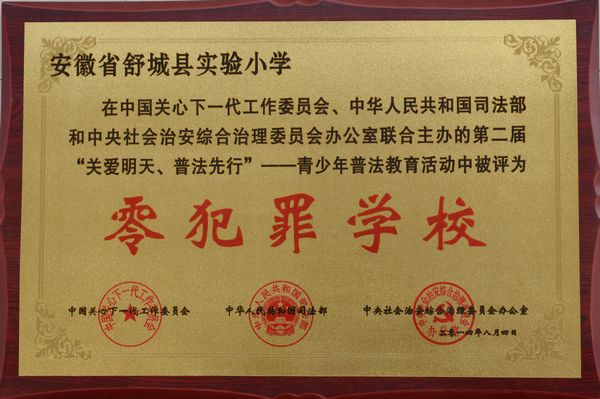 安徽省舒城县实验小学
在中国关心下一代工作委员会、中华人民共和国司法部
和中央社会治安综合治理委员会办公室联合主办的第二届
“关爱明天、普法先行”——青少年普法教育活动中被评为
零犯罪学校
中国关心下一代工作委员会 中华人民共和国司法部 中央社会治安综合治理委员会办公室
二零一四年八月四日